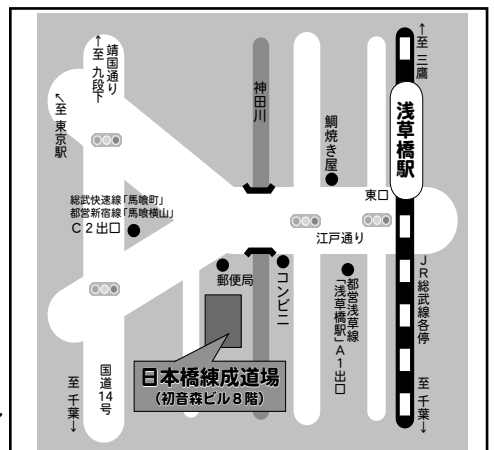 ←至 三鷹
浅草橋駅
JR総武線各停
至 千葉→
東口
鯛焼き屋
江戸通り
都営浅草線
「浅草橋駅」A1出口
神田川
コンビニ
郵便局
日本橋練成道場
(初音森ビル8階)
靖国通り
←至 九段下
←至 東京駅
総武快速線「馬喰町」
都営新宿線「馬喰横山」
C2出口
国道14号
至 千葉→